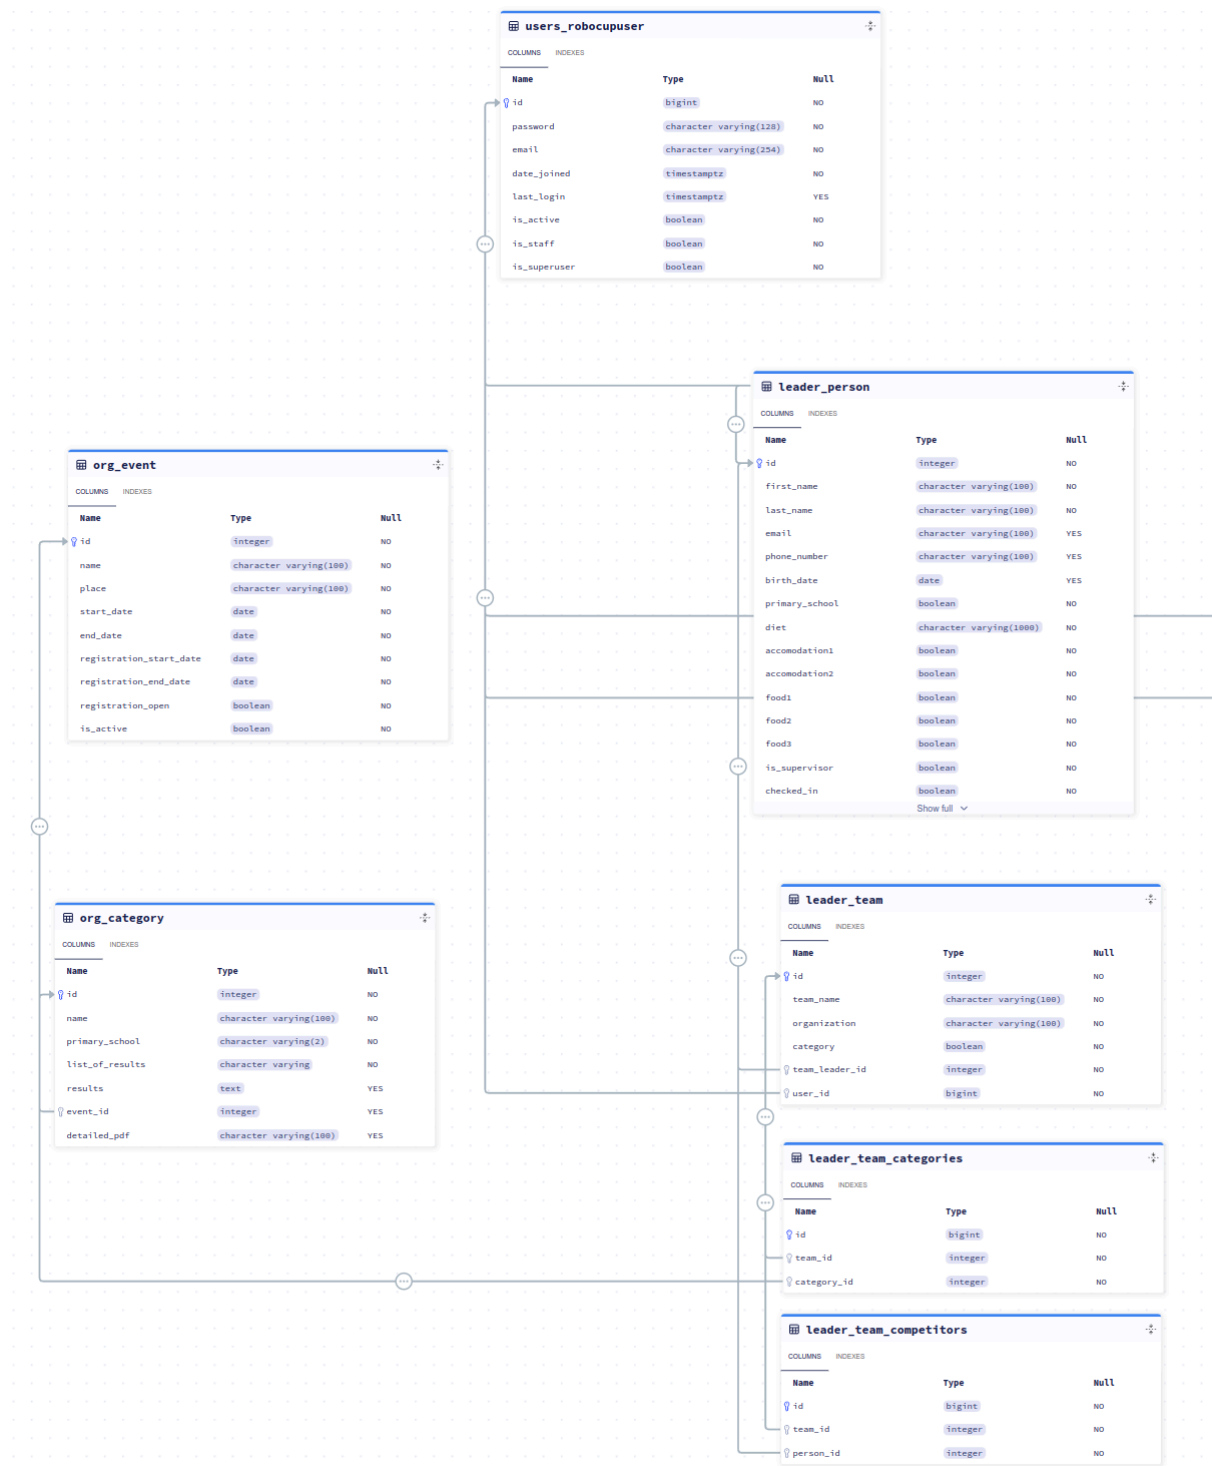 users_robocupuser
COLUMNS INDEXES
Name Type Null
id bigint NO
password character varying(128) NO
email character varying(254) NO
date_joined timestamptz NO
last_login timestamptz YES
is_active boolean NO
is_staff boolean NO
is_superuser boolean NO
leader_person
COLUMNS INDEXES
Name Type Null
id integer NO
first_name character varying(100) NO
last_name character varying(100) NO
email character varying(100) YES
phone_number character varying(100) YES
birth_date date YES
primary_school boolean NO
diet character varying(1000) NO
accomodation1 boolean NO
accomodation2 boolean NO
food1 boolean NO
food2 boolean NO
food3 boolean NO
is_supervisor boolean NO
checked_in boolean NO
Show full
org_event
COLUMNS INDEXES
Name Type Null
id integer NO
name character varying(100) NO
place character varying(100) NO
start_date date NO
end_date date NO
registration_start_date date NO
registration_end_date date NO
registration_open boolean NO
is_active boolean NO
org_category
COLUMNS INDEXES
Name Type Null
id integer NO
name character varying(100) NO
primary_school character varying(2) NO
list_of_results character varying NO
results text YES
event_id integer YES
detailed_pdf character varying(100) YES
leader_team
COLUMNS INDEXES
Name Type Null
id integer NO
team_name character varying(100) NO
organization character varying(100) NO
category boolean NO
team_leader_id integer NO
user_id bigint NO
leader_team_categories
COLUMNS INDEXES
Name Type Null
id bigint NO
team_id integer NO
category_id integer NO
leader_team_competitors
COLUMNS INDEXES
Name Type Null
id bigint NO
team_id integer NO
person_id integer NO